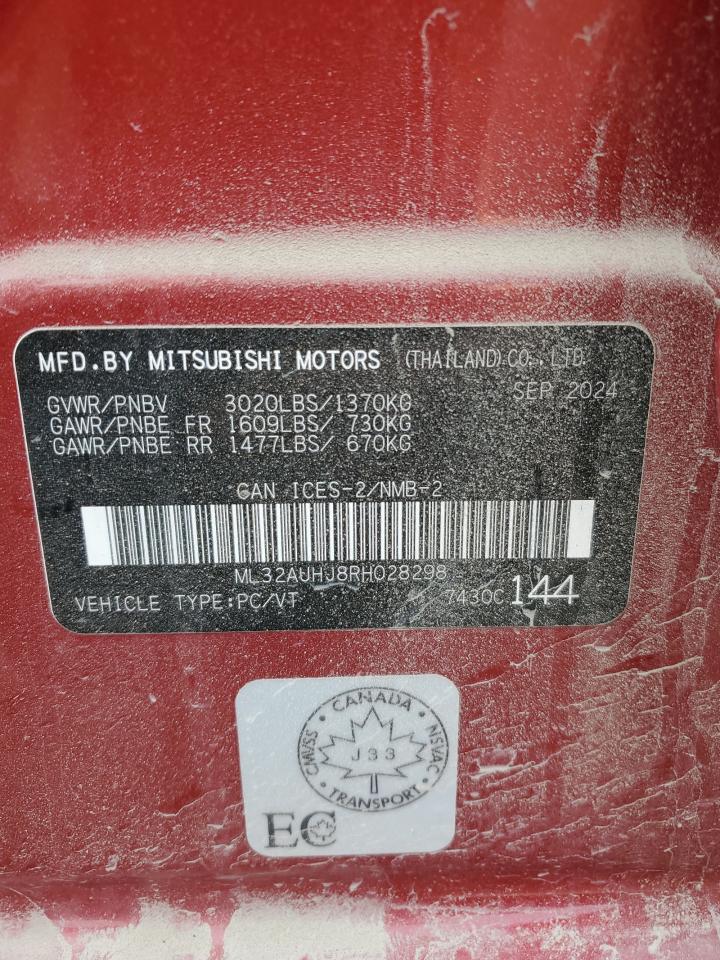 MFD.BY MITSUBISHI MOTORS (THAILAND) CO., LTD.
SEP 2024
GVWR/PNBV 3020LBS/1370KG
GAWR/PNBE FR 1609LBS/ 730KG
GAWR/PNBE RR 1477LBS/ 670KG
CAN ICES-2/NMB-2
ML32AUHJ8RH028298
VEHICLE TYPE:PC/VT 7430C 144
CANADA
CMVSS J33 NSVAC
TRANSPORT
EC